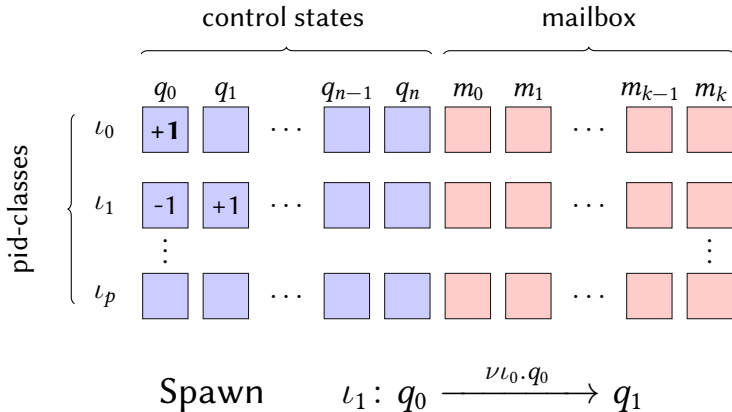 control states mailbox
q₀ q₁ qₙ₋₁ qₙ m₀ m₁ mₖ₋₁ mₖ
ι₀ +1 ⋯ ⋯
pid-classes
ι₁ -1 +1 ⋯ ⋯
⋮ ⋮
ιₚ ⋯ ⋯
Spawn ι₁: q₀ —νι₀.q₀→ q₁